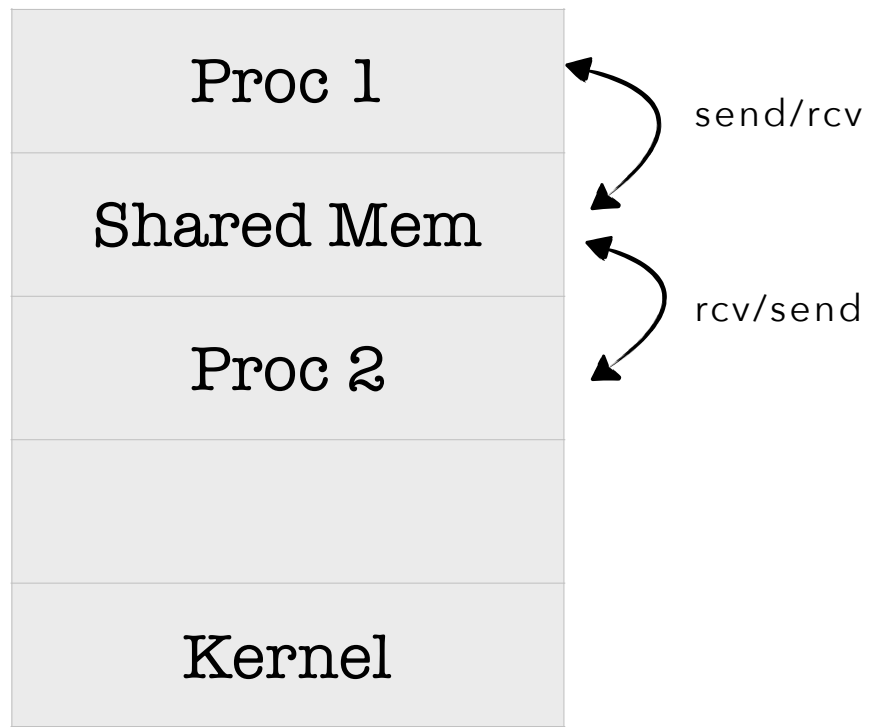 Proc 1
send/rcv
Shared Mem
rcv/send
Proc 2
Kernel